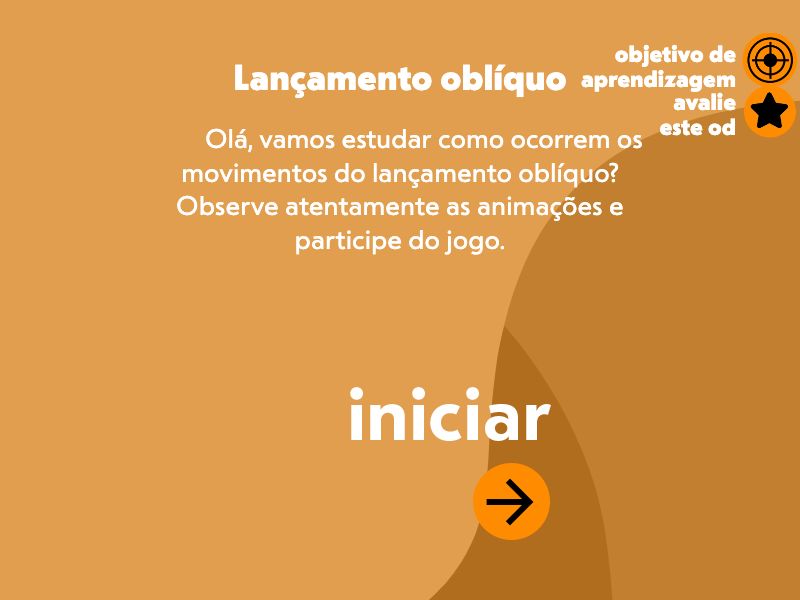 Lançamento oblíquo
objetivo de
aprendizagem
avalie
este od
Olá, vamos estudar como ocorrem os
movimentos do lançamento oblíquo?
Observe atentamente as animações e
participe do jogo.
iniciar